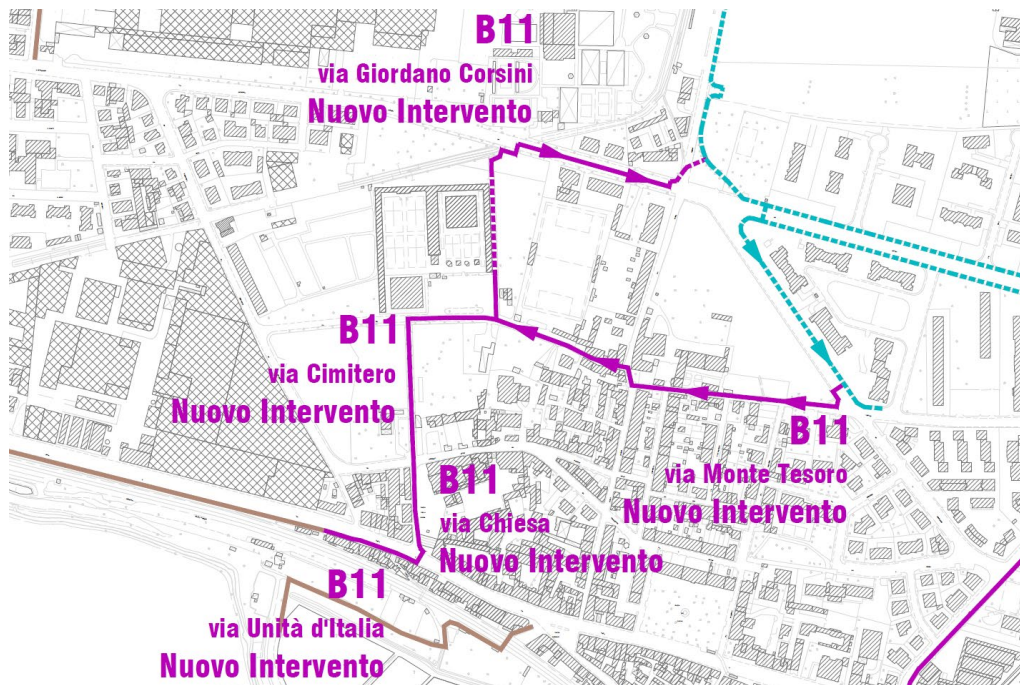 B11
via Giordano Corsini
Nuovo Intervento
B11
via Cimitero
Nuovo Intervento
B11
via Monte Tesoro
Nuovo Intervento
B11
via Chiesa
Nuovo Intervento
B11
via Unità d'Italia
Nuovo Intervento